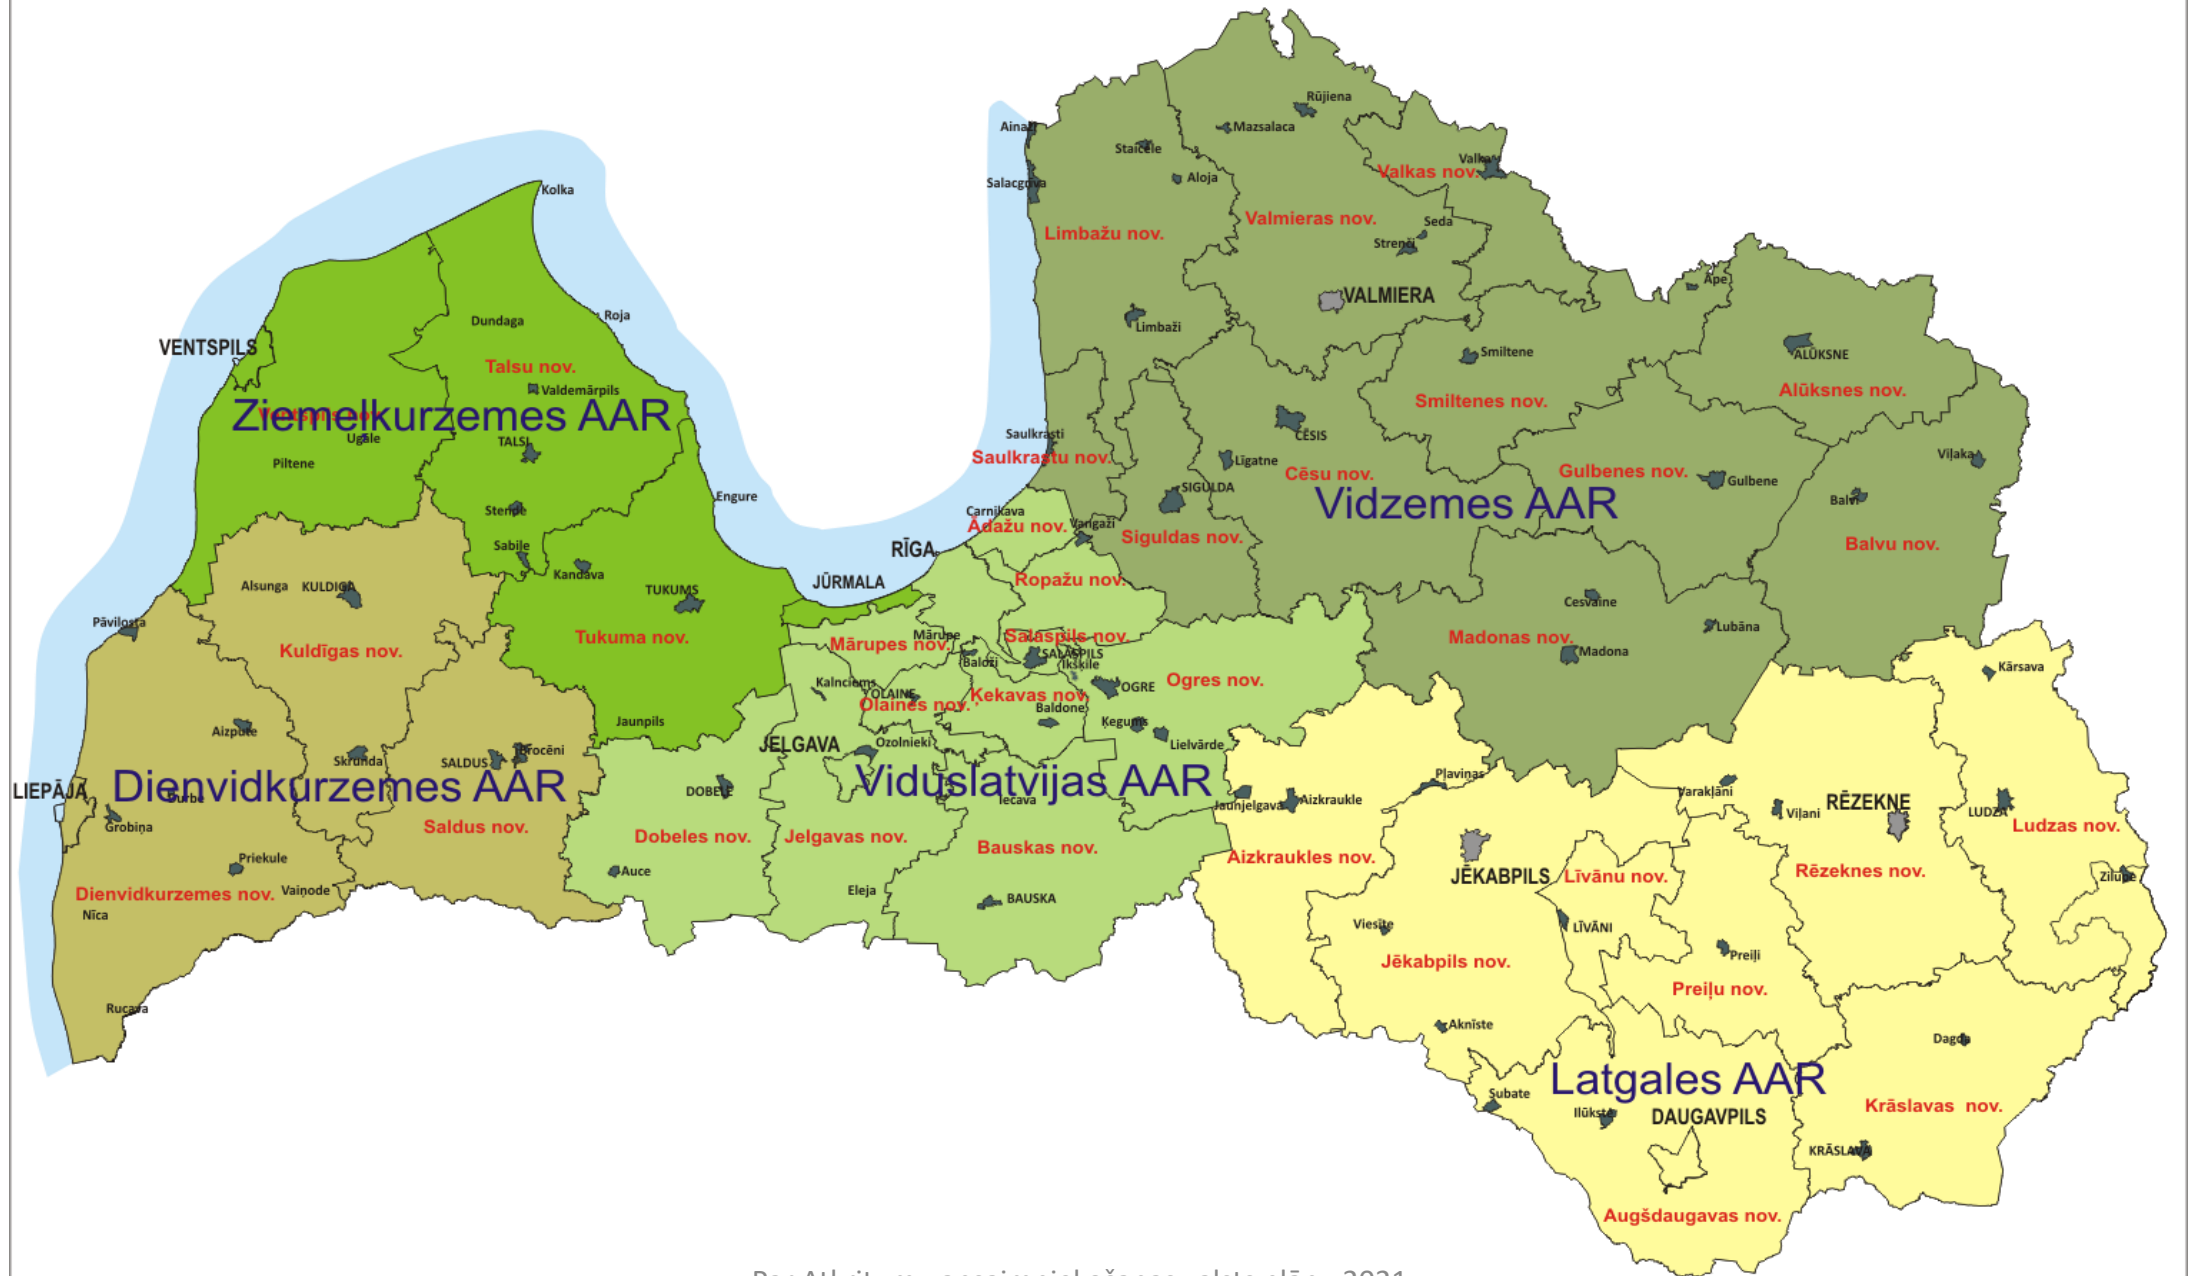 Rūjiena
Mazsalaca
Ainaži
Staicele
Valka
Valkas nov.
Aloja
Salacgrīva
Kolka
Valmieras nov.
Seda
Limbažu nov.
Strenči
Ape
VALMIERA
Roja
Dundaga
Limbaži
VENTSPILS
Smiltene
ALŪKSNE
Talsu nov.
Valdemārpils
Alūksnes nov.
Smiltenes nov.
Ventspils nov.
Ziemelkurzemes AAR
Ugāle
TALSI
Saulkrasti
CĒSIS
Saulkrastu nov.
Līgatne
Viļaka
Piltene
Cēsu nov.
Gulbenes nov.
Gulbene
SIGULDA
Engure
Vidzemes AAR
Balvi
Stende
Carnikava
Ādažu nov.
Vangaži
Siguldas nov.
Balvu nov.
Sabile
RĪGA
Kandava
JŪRMALA
Ropažu nov.
Alsunga
KULDĪGA
TUKUMS
Cesvaine
Pāvilosta
Lubāna
Tukuma nov.
Mārupe
Salaspils nov.
Madonas nov.
Mārupes nov.
Kuldīgas nov.
SALASPILS
Madona
Baloži
Ikšķile
Kārsava
Kalnciems
OGRE
Ogres nov.
OLAINE
Ķekavas nov.
Olaines nov.
Baldone
Jaunpils
Ķegums
Aizpute
JELGAVA
Ozolnieki
Lielvārde
Brocēni
Skrunda
SALDUS
Pļaviņas
Dienvidkurzemes AAR
Viduslatvijas AAR
LIEPĀJA
Durbe
DOBELE
Iecava
Jaunjelgava
Aizkraukle
Varakļāni
Viļāni
RĒZEKNE
LUDZA
Grobiņa
Saldus nov.
Ludzas nov.
Dobeles nov.
Jelgavas nov.
Bauskas nov.
Aizkraukles nov.
Priekule
Auce
JĒKABPILS
Līvānu nov.
Rēzeknes nov.
Zilupe
Dienvidkurzemes nov.
Vaiņode
Eleja
BAUSKA
Nīca
Viesīte
LĪVĀNI
Jēkabpils nov.
Preiļi
Preiļu nov.
Rucava
Aknīste
Dagda
Latgales AAR
Subate
Ilūkste
DAUGAVPILS
Krāslavas nov.
KRĀSLAVA
Augšdaugavas nov.